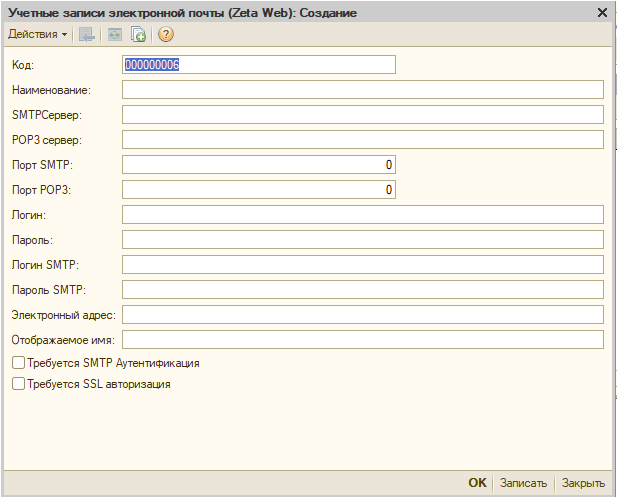 Учетные записи электронной почты (Zeta Web): Создание
Действия
Код: 000000006
Наименование:
SMTPСервер:
POP3 сервер:
Порт SMTP: 0
Порт POP3: 0
Логин:
Пароль:
Логин SMTP:
Пароль SMTP:
Электронный адрес:
Отображаемое имя:
Требуется SMTP Аутентификация
Требуется SSL авторизация
OK Записать Закрыть